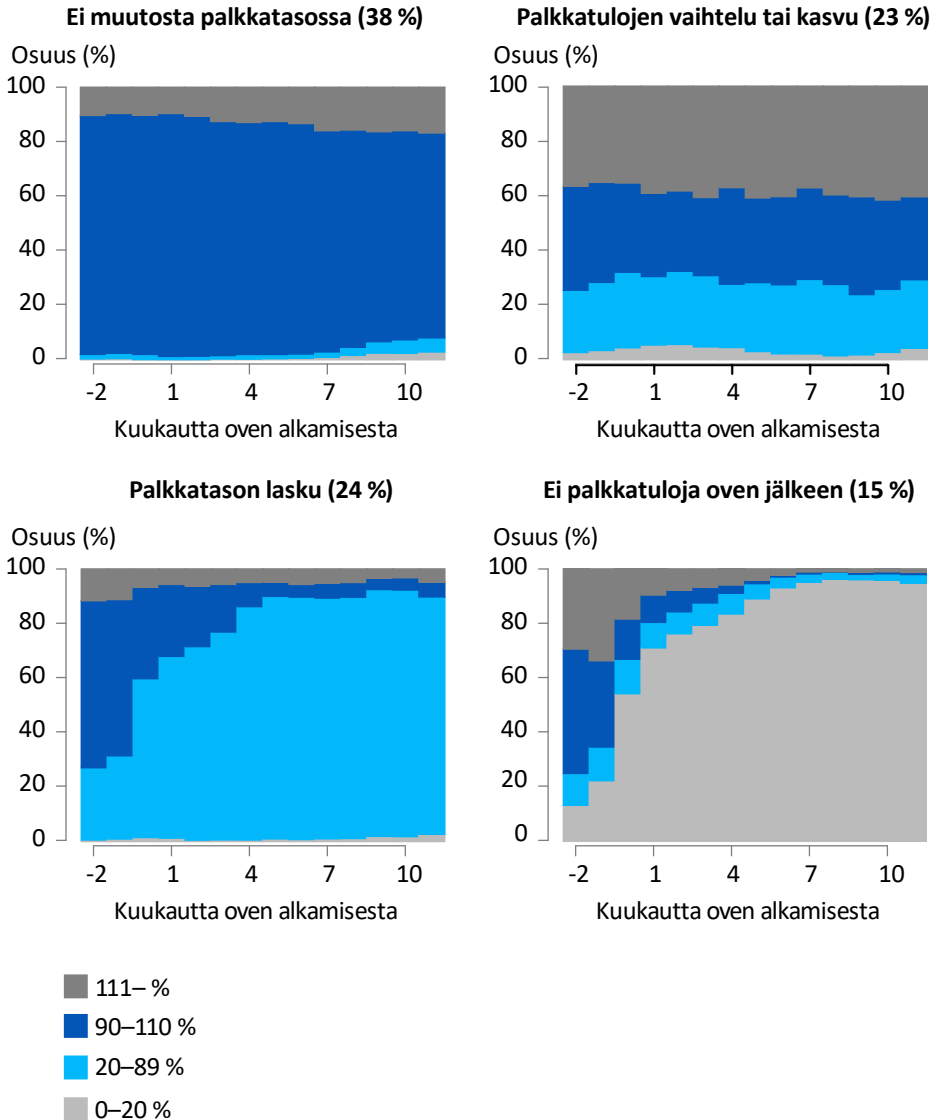 Ei muutosta palkkatasossa (38 %)
Osuus (%)
100
80
60
40
20
0
-2 1 4 7 10
Kuukautta oven alkamisesta
Palkkatulojen vaihtelu tai kasvu (23 %)
Osuus (%)
100
80
60
40
20
0
-2 1 4 7 10
Kuukautta oven alkamisesta
Palkkatason lasku (24 %)
Osuus (%)
100
80
60
40
20
0
-2 1 4 7 10
Kuukautta oven alkamisesta
Ei palkkatuloja oven jälkeen (15 %)
Osuus (%)
100
80
60
40
20
0
-2 1 4 7 10
Kuukautta oven alkamisesta
111– %
90–110 %
20–89 %
0–20 %